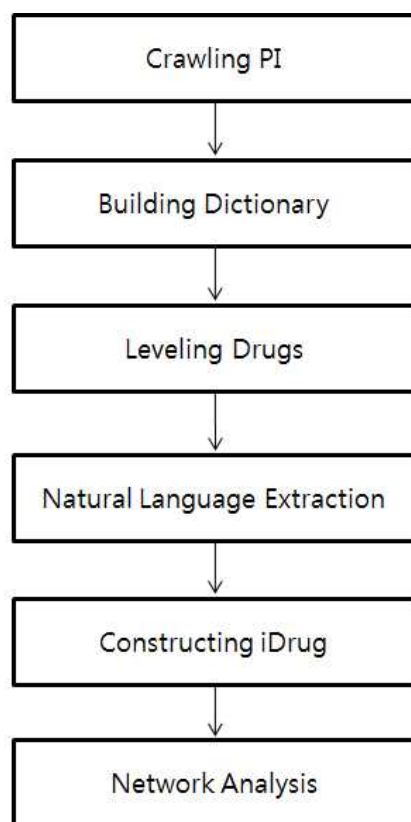 Crawling PI
Building Dictionary
Leveling Drugs
Natural Language Extraction
Constructing iDrug
Network Analysis